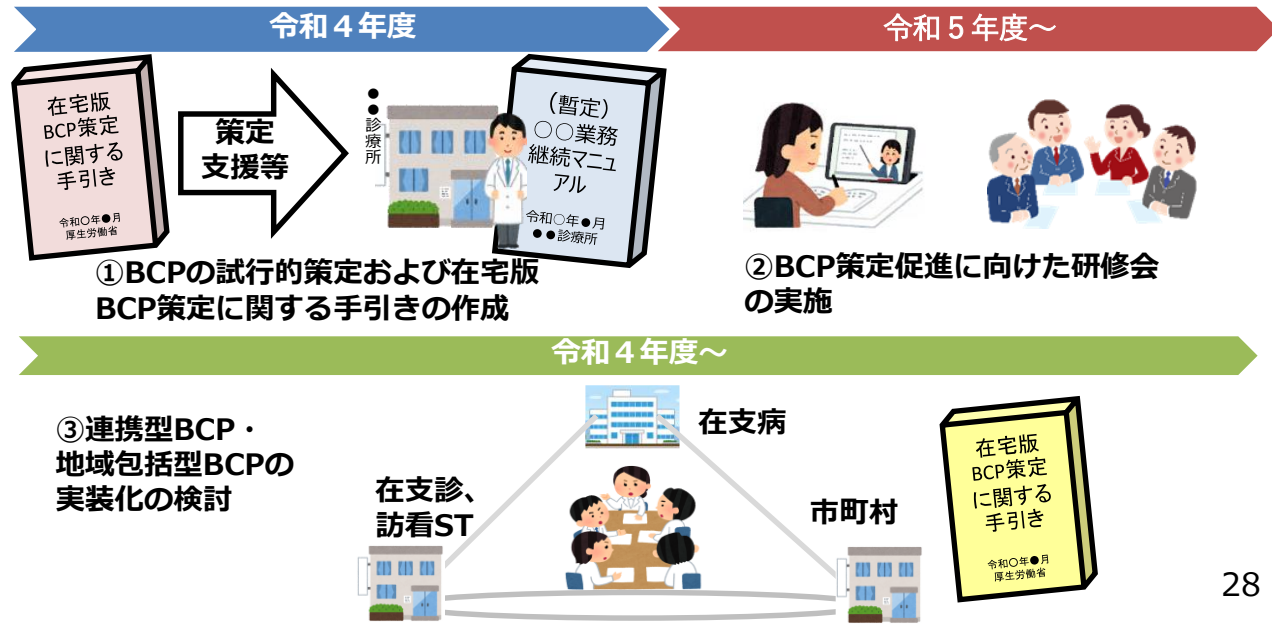 令和４年度
令和５年度～
在宅版
BCP策定
に関する
手引き
令和○年●月
厚生労働省
策定
支援等
●●診療所
（暫定）
○○業務
継続マニュ
アル
令和○年●月
●●診療所
①BCPの試行的策定および在宅版
BCP策定に関する手引きの作成
②BCP策定促進に向けた研修会
の実施
令和４年度～
③連携型BCP・
地域包括型BCPの
実装化の検討
在支病
在支診、
訪看ST
市町村
在宅版
BCP策定
に関する
手引き
令和○年●月
厚生労働省
28